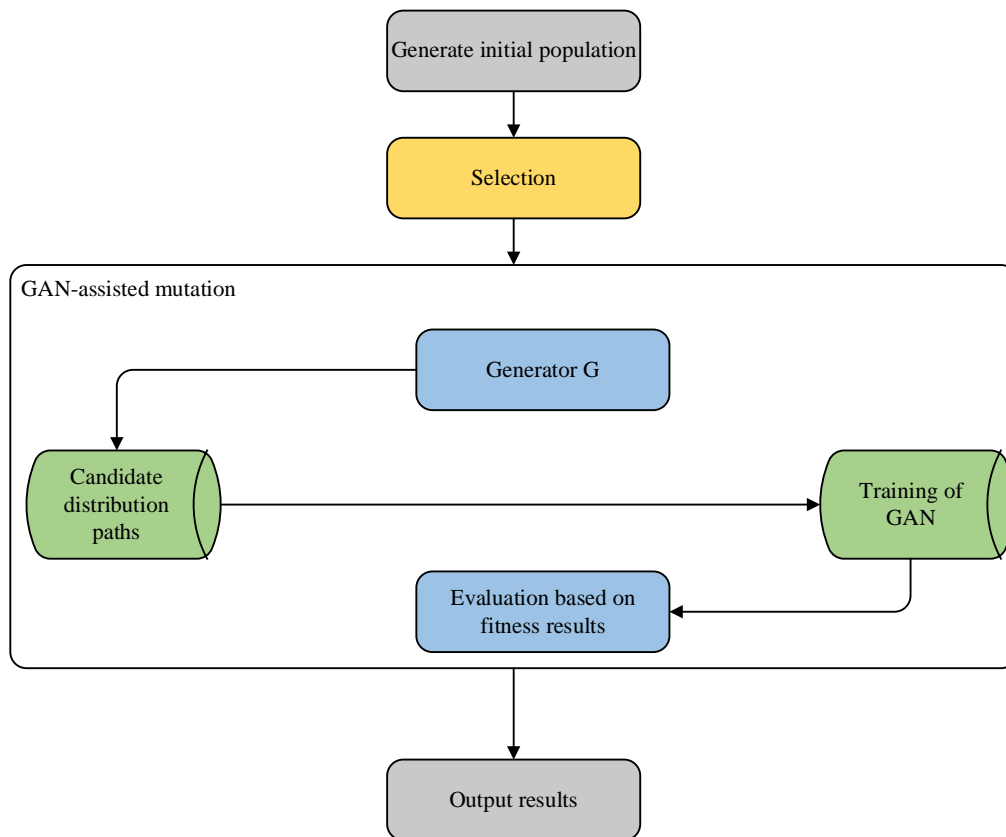 Generate initial population
Selection
GAN-assisted mutation
Generator G
Candidate
distribution
paths
Training of
GAN
Evaluation based on
fitness results
Output results